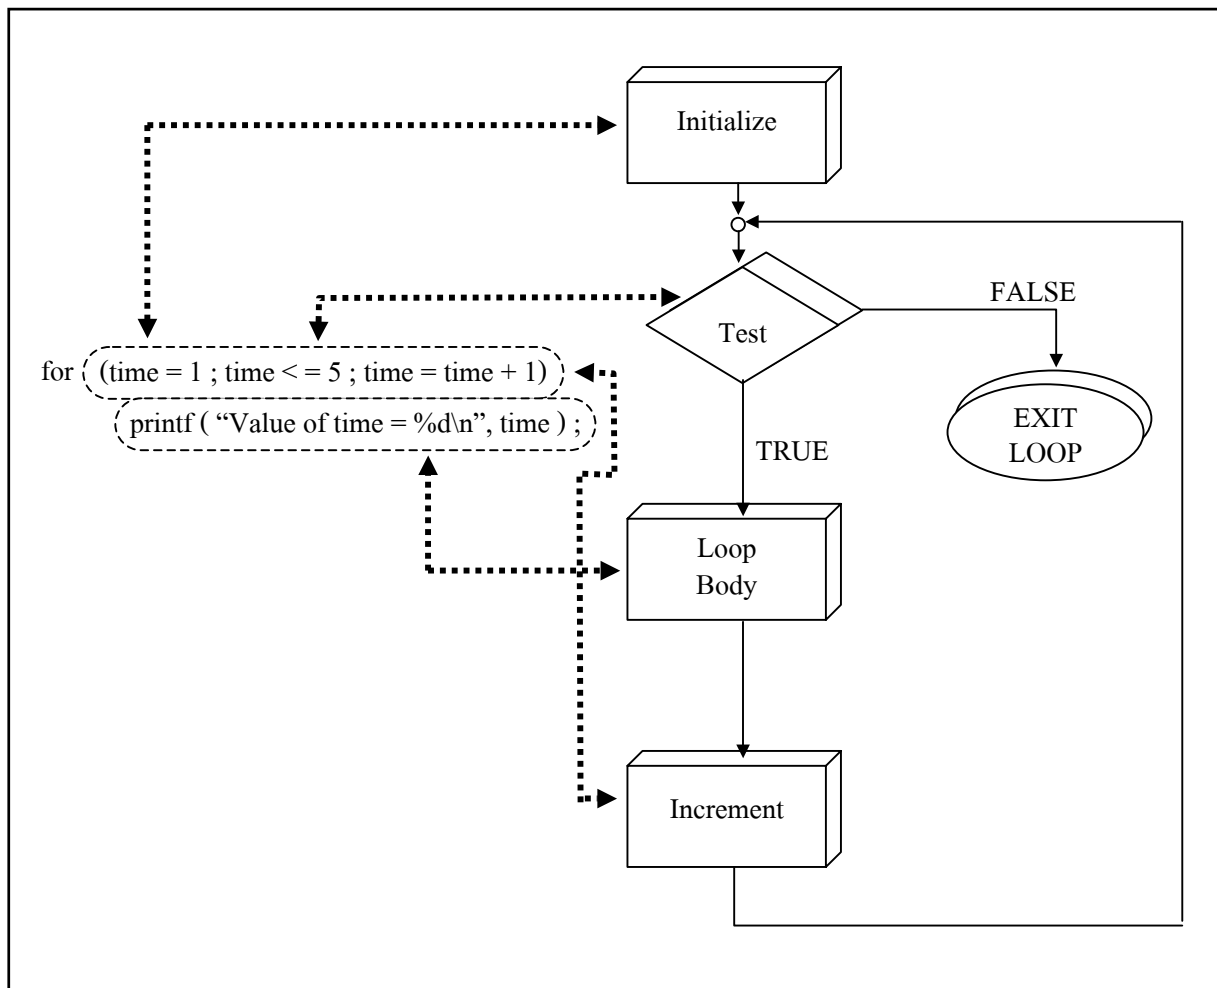 Initialize
FALSE
Test
for (time = 1 ; time < = 5 ; time = time + 1)
printf ( “Value of time = %d\n”, time ) ;
EXIT
LOOP
TRUE
Loop
Body
Increment